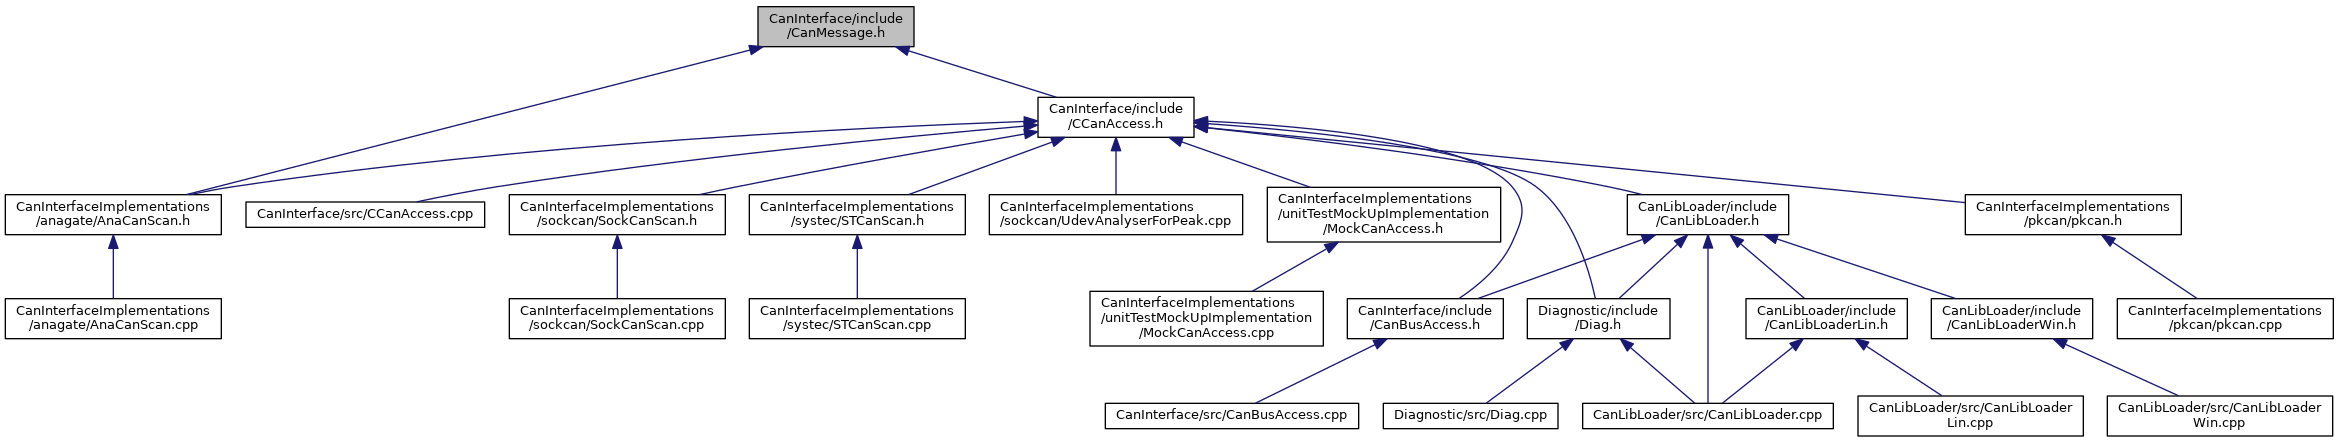 CanInterface/include
/CanMessage.h
CanInterface/include
/CCanAccess.h
CanInterfaceImplementations
/anagate/AnaCanScan.h
CanInterface/src/CCanAccess.cpp
CanInterfaceImplementations
/sockcan/SockCanScan.h
CanInterfaceImplementations
/systec/STCanScan.h
CanInterfaceImplementations
/sockcan/UdevAnalyserForPeak.cpp
CanInterfaceImplementations
/unitTestMockUpImplementation
/MockCanAccess.h
CanLibLoader/include
/CanLibLoader.h
CanInterfaceImplementations
/pkcan/pkcan.h
CanInterfaceImplementations
/anagate/AnaCanScan.cpp
CanInterfaceImplementations
/sockcan/SockCanScan.cpp
CanInterfaceImplementations
/systec/STCanScan.cpp
CanInterfaceImplementations
/unitTestMockUpImplementation
/MockCanAccess.cpp
CanInterface/include
/CanBusAccess.h
Diagnostic/include
/Diag.h
CanLibLoader/include
/CanLibLoaderLin.h
CanLibLoader/include
/CanLibLoaderWin.h
CanInterfaceImplementations
/pkcan/pkcan.cpp
CanInterface/src/CanBusAccess.cpp
Diagnostic/src/Diag.cpp
CanLibLoader/src/CanLibLoader.cpp
CanLibLoader/src/CanLibLoader
Lin.cpp
CanLibLoader/src/CanLibLoader
Win.cpp